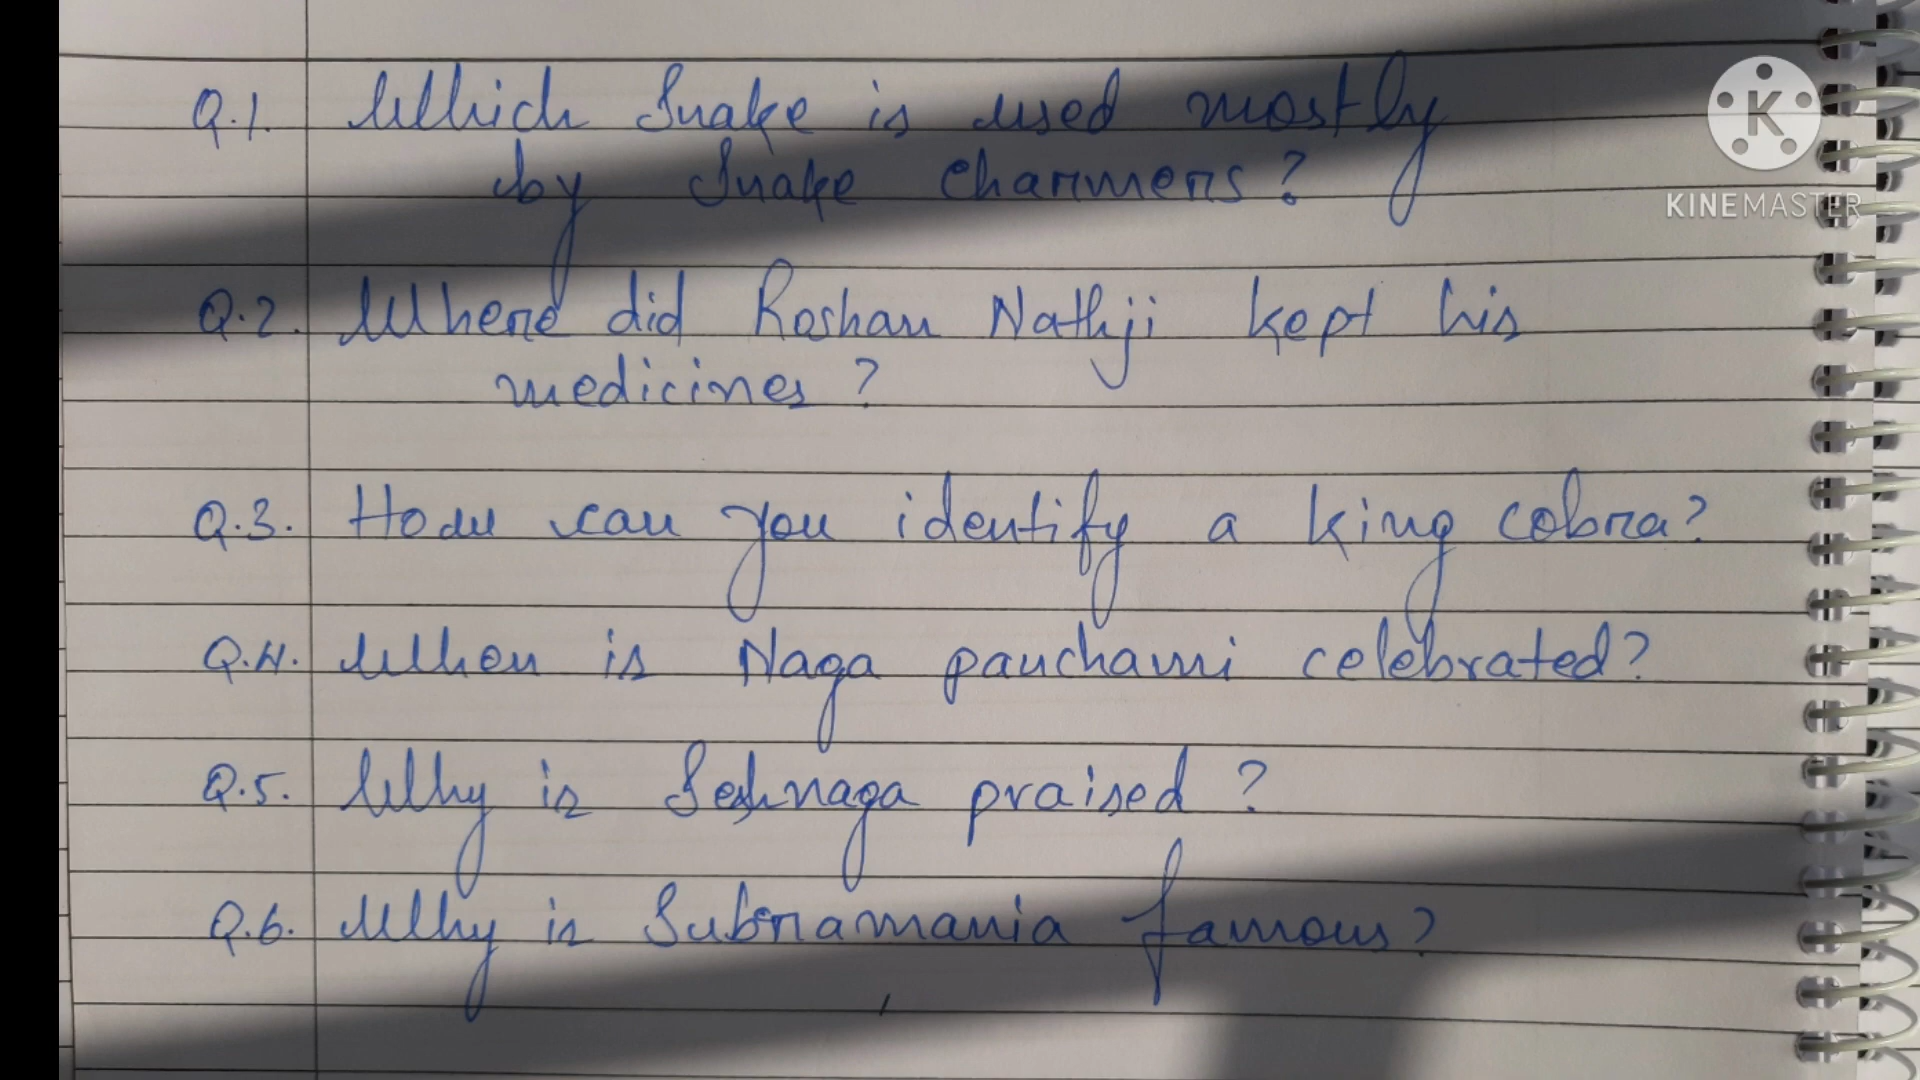 Q.1. Which Snake is used mostly
by Snake charmers?
K
KINEMASTER
Q.2. Where did Roshan Nathji kept his
medicines?
Q.3. How can you identify a king cobra?
Q.4. When is Naga panchami celebrated?
Q.5. Why is Seshnaga praised?
Q.6. Why is Subramania famous?